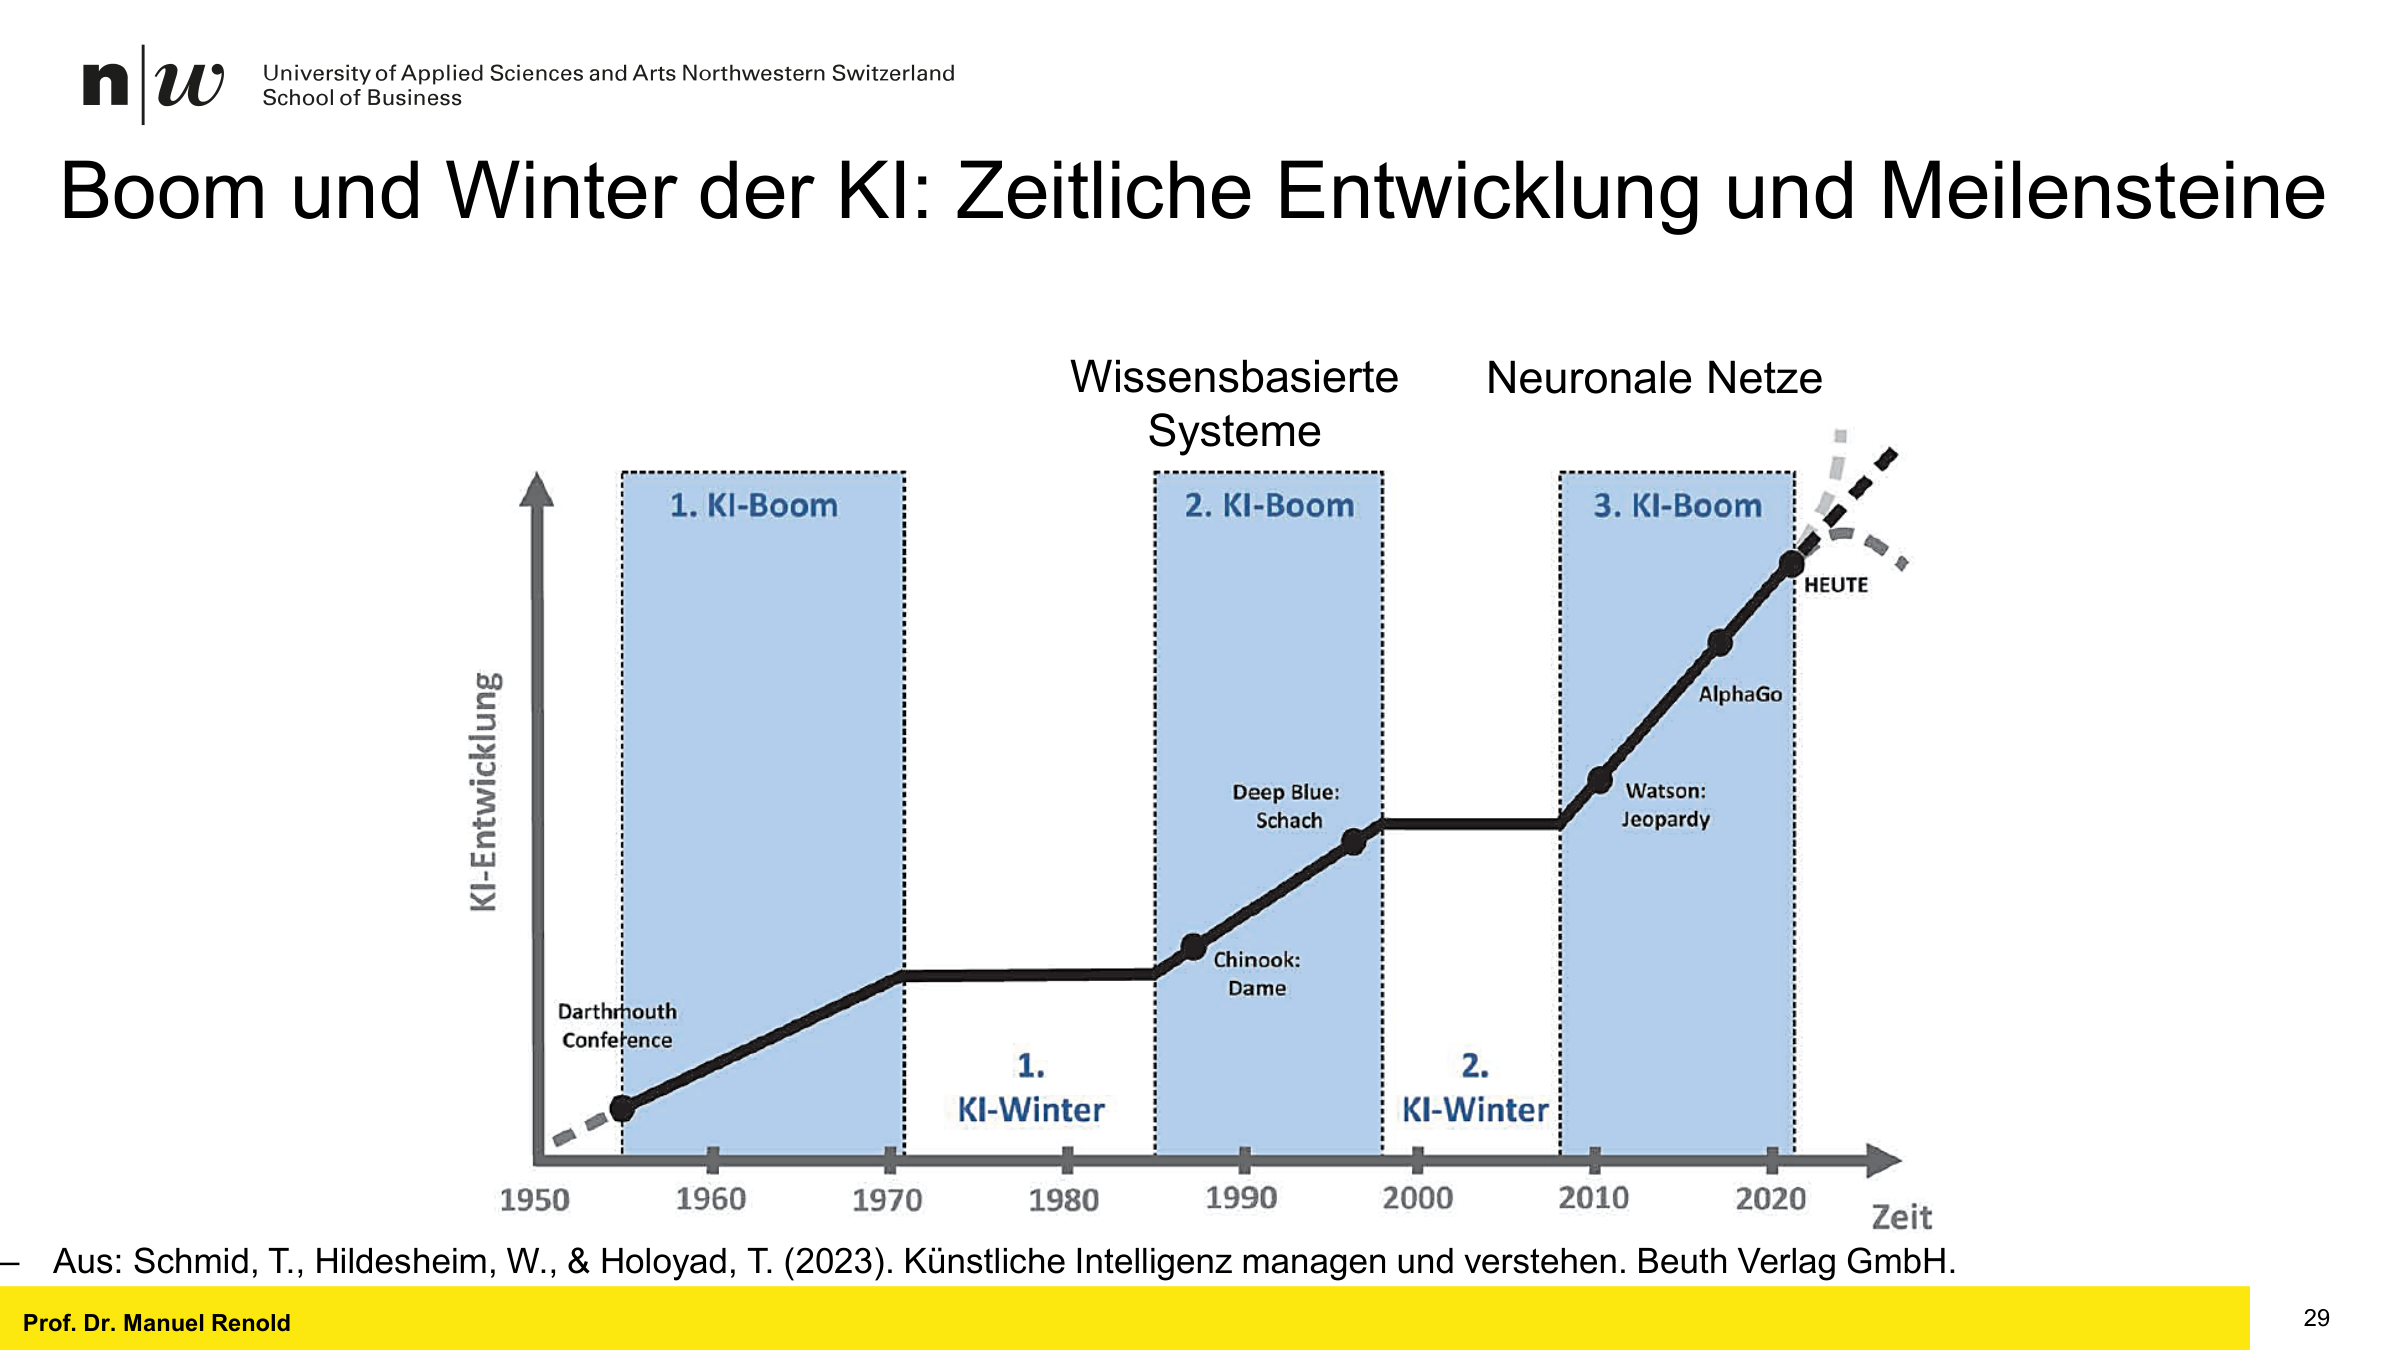 n w
University of Applied Sciences and Arts Northwestern Switzerland
School of Business
Boom und Winter der KI: Zeitliche Entwicklung und Meilensteine
Wissensbasierte
Systeme
Neuronale Netze
1. KI-Boom
2. KI-Boom
3. KI-Boom
HEUTE
AlphaGo
KI-Entwicklung
Deep Blue:
Schach
Watson:
Jeopardy
Chinook:
Dame
Darthmouth
Conference
1.
KI-Winter
2.
KI-Winter
1950 1960 1970 1980 1990 2000 2010 2020
Zeit
– Aus: Schmid, T., Hildesheim, W., & Holoyad, T. (2023). Künstliche Intelligenz managen und verstehen. Beuth Verlag GmbH.
Prof. Dr. Manuel Renold
29